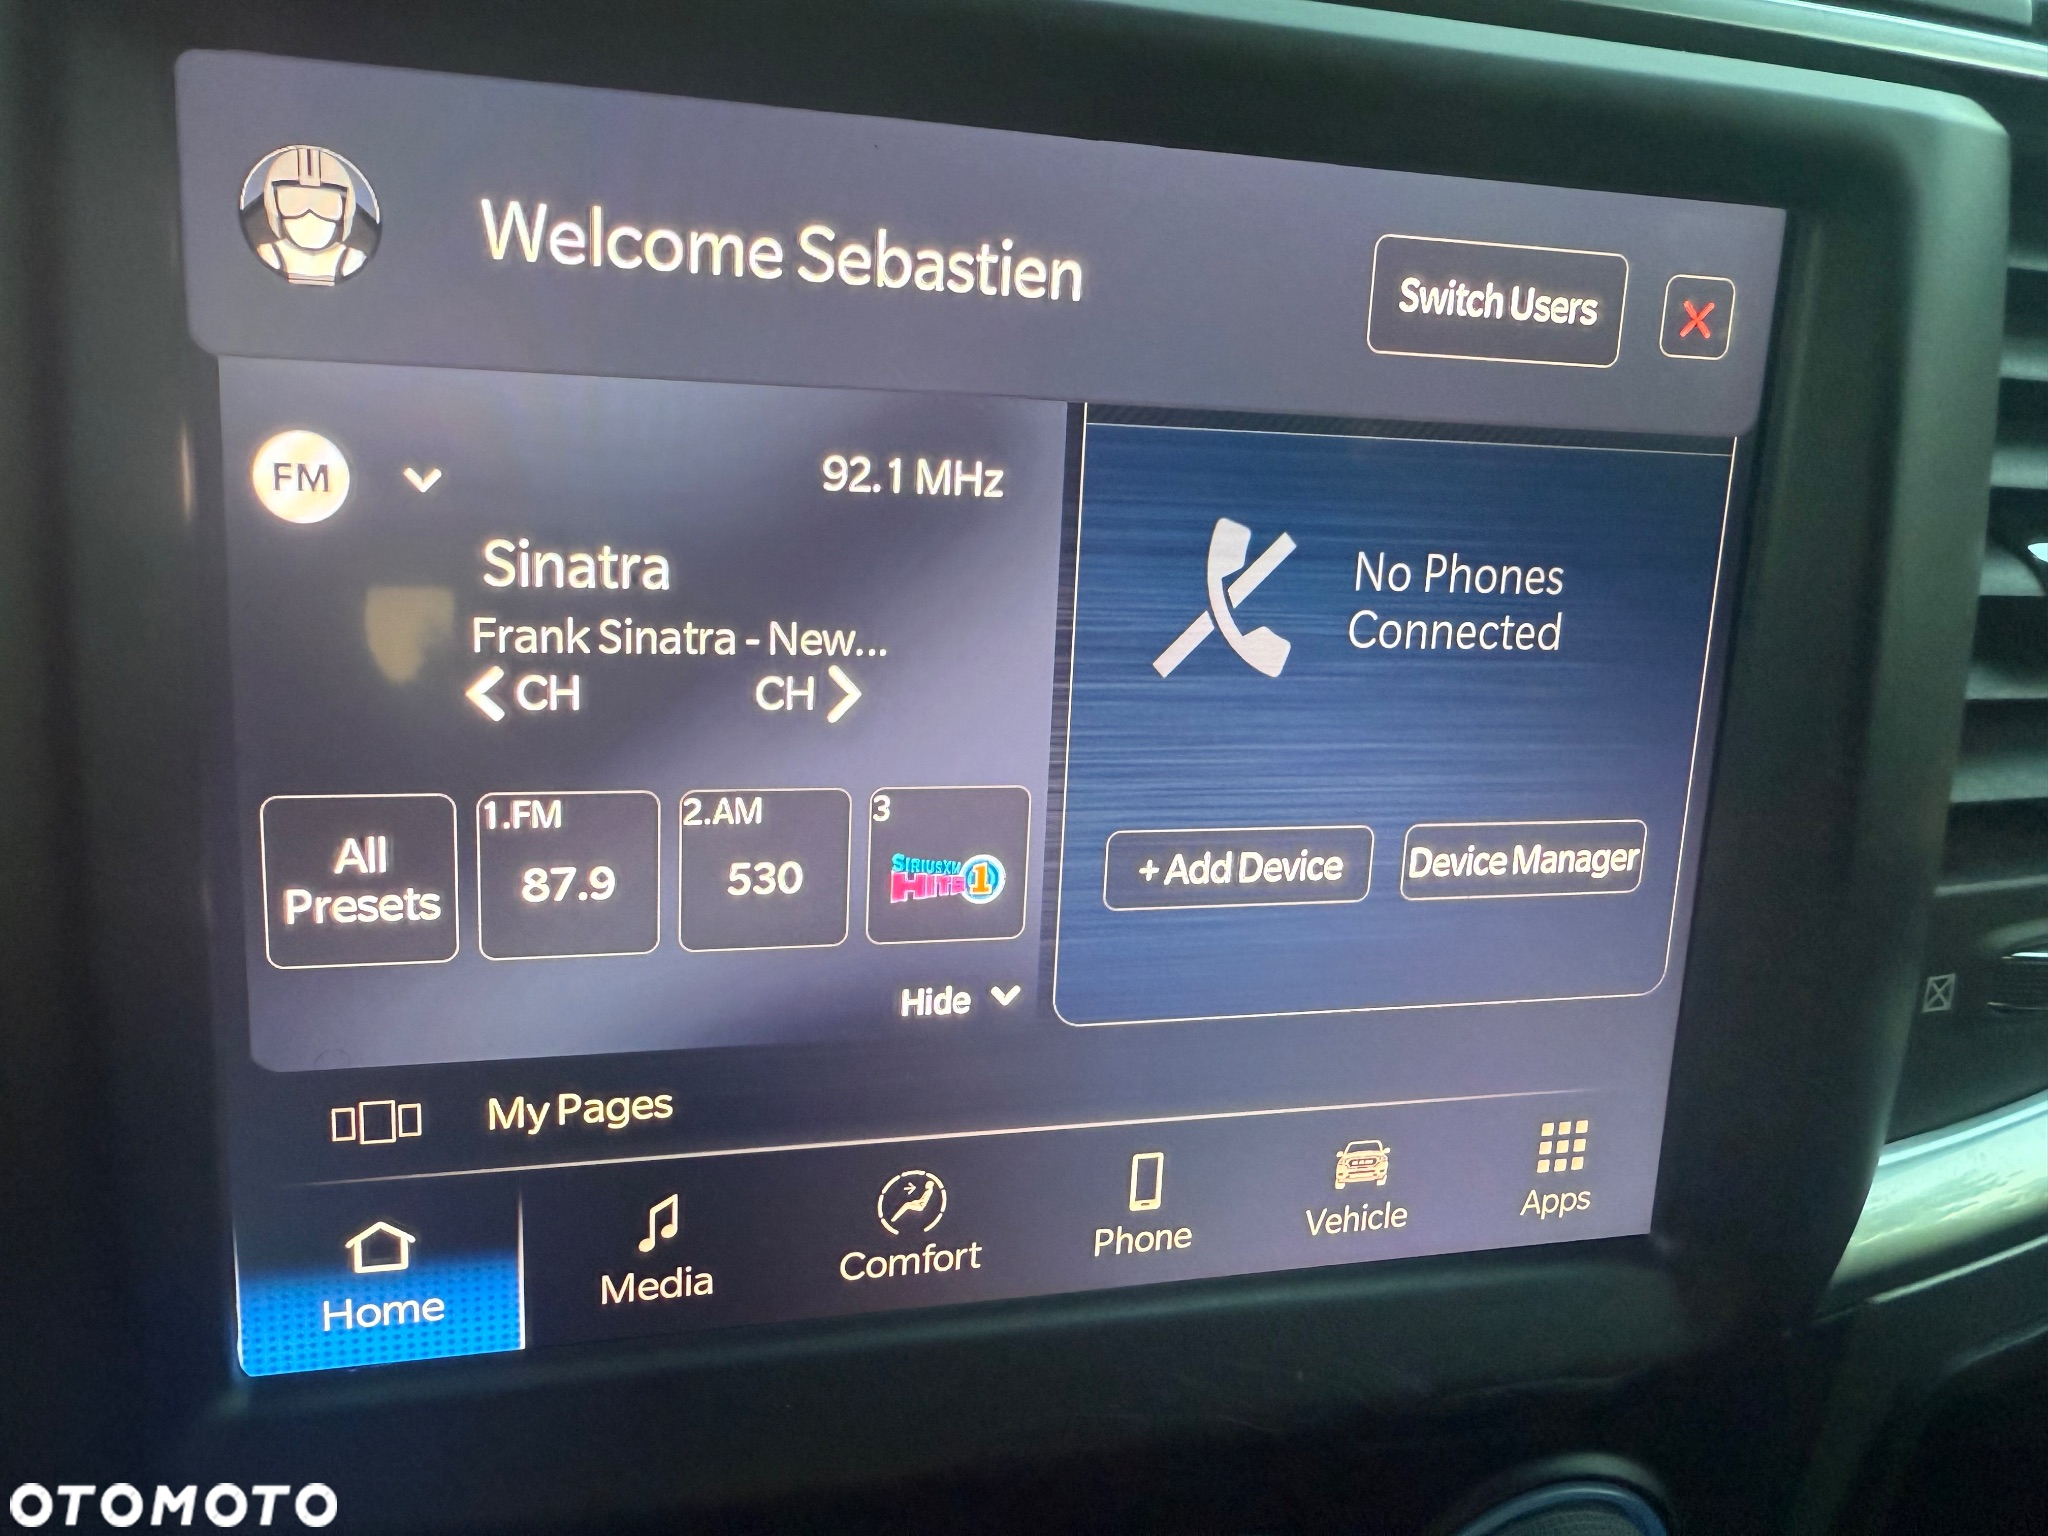 Welcome Sebastien
Switch Users
FM
92.1 MHz
Sinatra
Frank Sinatra - New...
CH
CH
All
Presets
1.FM
87.9
2.AM
530
3
SIRIUSXM
HITS 1
Hide
No Phones
Connected
+ Add Device
Device Manager
My Pages
Home
Media
Comfort
Phone
Vehicle
Apps
OTOMOTO